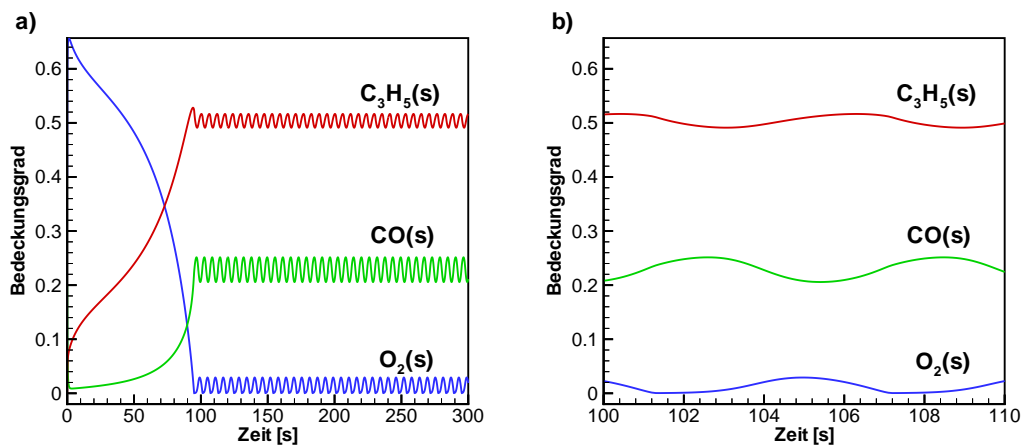 a)
Bedeckungsgrad
0.6
0.5
0.4
0.3
0.2
0.1
0
C₃H₅(s)
CO(s)
O₂(s)
0 50 100 150 200 250 300
Zeit [s]
b)
Bedeckungsgrad
0.6
0.5
0.4
0.3
0.2
0.1
0
C₃H₅(s)
CO(s)
O₂(s)
100 102 104 106 108 110
Zeit [s]